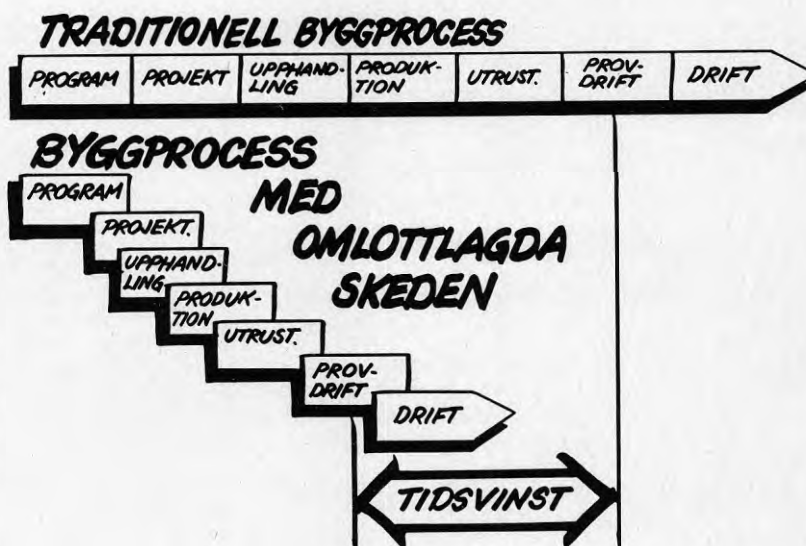 TRADITIONELL BYGGPROCESS
PROGRAM
PROJEKT
UPPHAND-
LING
PRODUK-
TION
UTRUST.
PROV-
DRIFT
DRIFT
BYGGPROCESS
MED
OMLOTTLAGDA
SKEDEN
PROGRAM
PROJEKT.
UPPHAND-
LING
PRODUK-
TION
UTRUST.
PROV-
DRIFT
DRIFT
TIDSVINST